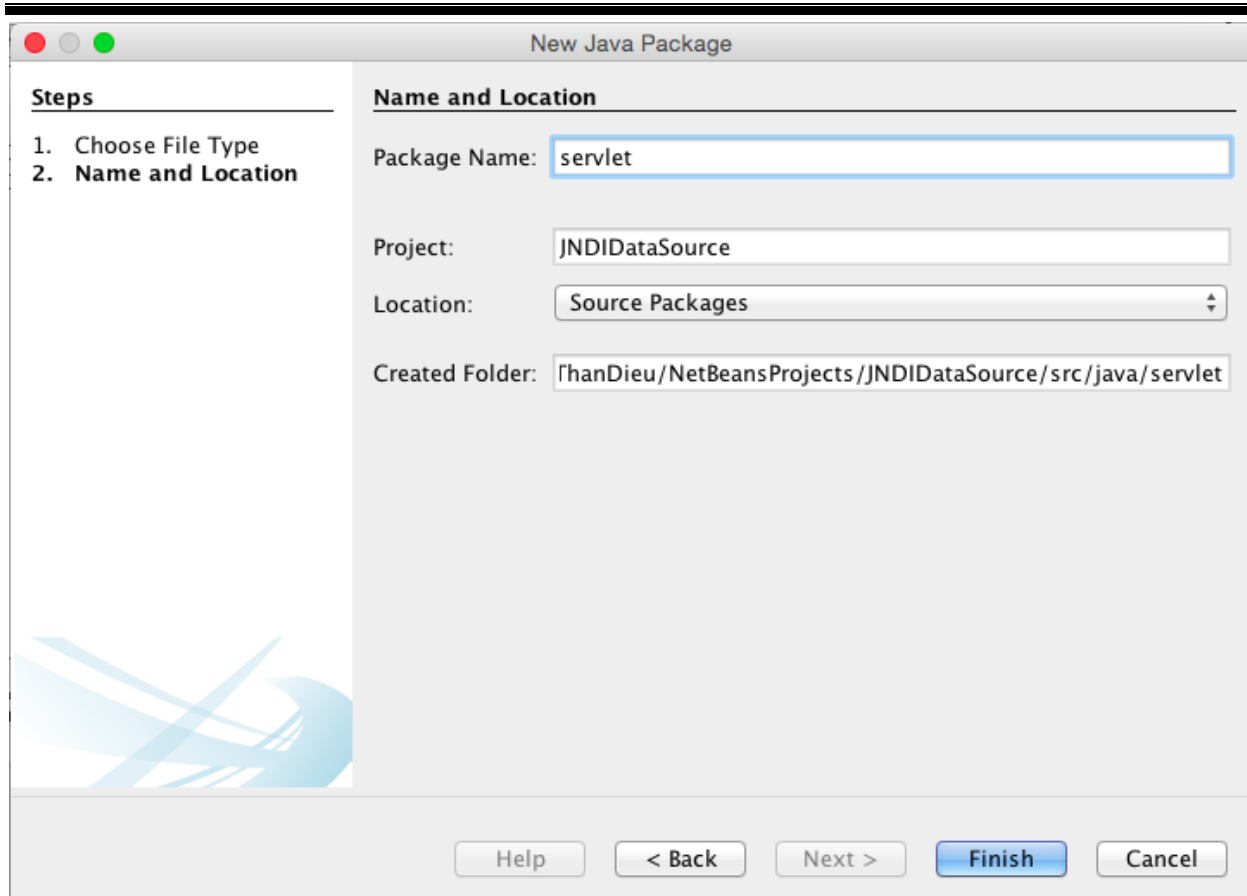 New Java Package
Steps
1. Choose File Type
2. Name and Location
Name and Location
Package Name: servlet
Project: JNDIDataSource
Location: Source Packages
Created Folder: ThanDieu/NetBeansProjects/JNDIDataSource/src/java/servlet
Help < Back Next > Finish Cancel